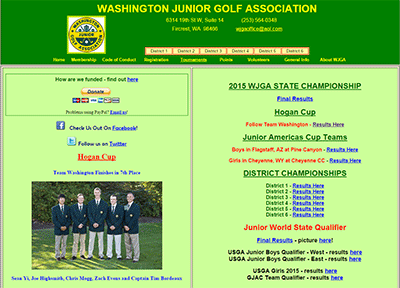 WASHINGTON JUNIOR GOLF ASSOCIATION
6314 19th St W, Suite 14 (253) 564-0348
Fircrest, WA 98466 wjgaoffice@aol.com
WASHINGTON JUNIOR GOLF ASSOCIATION
District 1 District 2 District 3 District 4 District 5 District 6
Home Membership Code of Conduct Registration Tournaments Points Volunteers General Info About WJGA
How are we funded - find out here
Donate
Problems using PayPal? Email us!
Check Us Out On Facebook!
Follow us on Twitter
Hogan Cup
Team Washington Finishes in 7th Place
Sean Yi, Joe Highsmith, Chris Mogg, Zach Evens and Captain Tim Bordeaux
2015 WJGA STATE CHAMPIONSHIP
Final Results
Hogan Cup
Follow Team Washington - Results Here
Junior Americas Cup Teams
Boys in Flagstaff, AZ at Pine Canyon - Results Here
Girls in Cheyenne, WY at Cheyenne CC - Results Here
DISTRICT CHAMPIONSHIPS
District 1 - Results Here
District 2 - Results Here
District 3 - Results Here
District 4 - Results Here
District 5 - Results Here
District 6 - Results Here
Junior World State Qualifier
Final Results - picture here!
USGA Junior Boys Qualifier - West - results here
USGA Junior Boys Qualifier - East - results here
USGA Girls 2015 - results here
GJAC Team Qualifier - results here